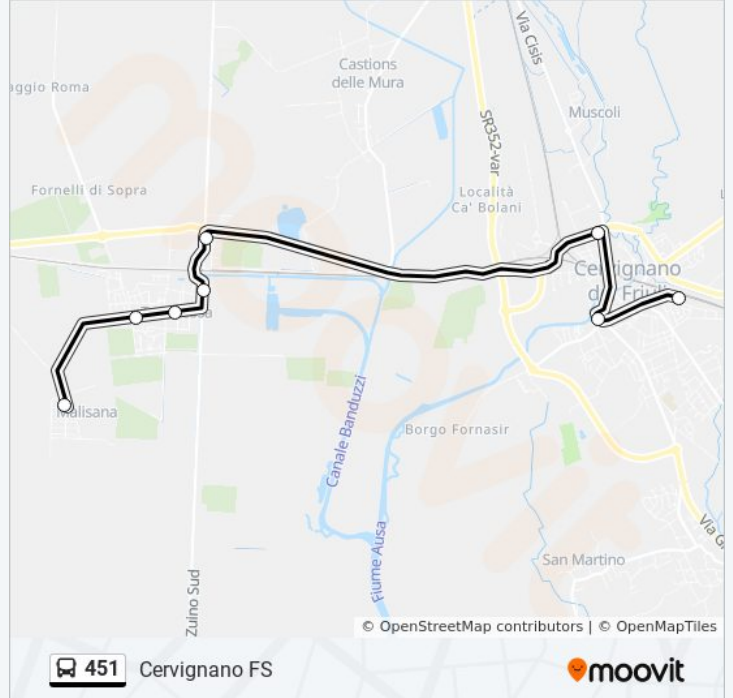 Via Cisis
Castions
delle Mura
aggio Roma
Muscoli
SR352-var
Fornelli di Sopra
Località
Ca' Bolani
Cervignano
del Friuli
Malisana
Canale Banduzzi
Borgo Fornasir
Fiume Ausa
Via G
San Martino
Zuino Sud
© OpenStreetMap contributors | © OpenMapTiles
451
Cervignano FS
moovit